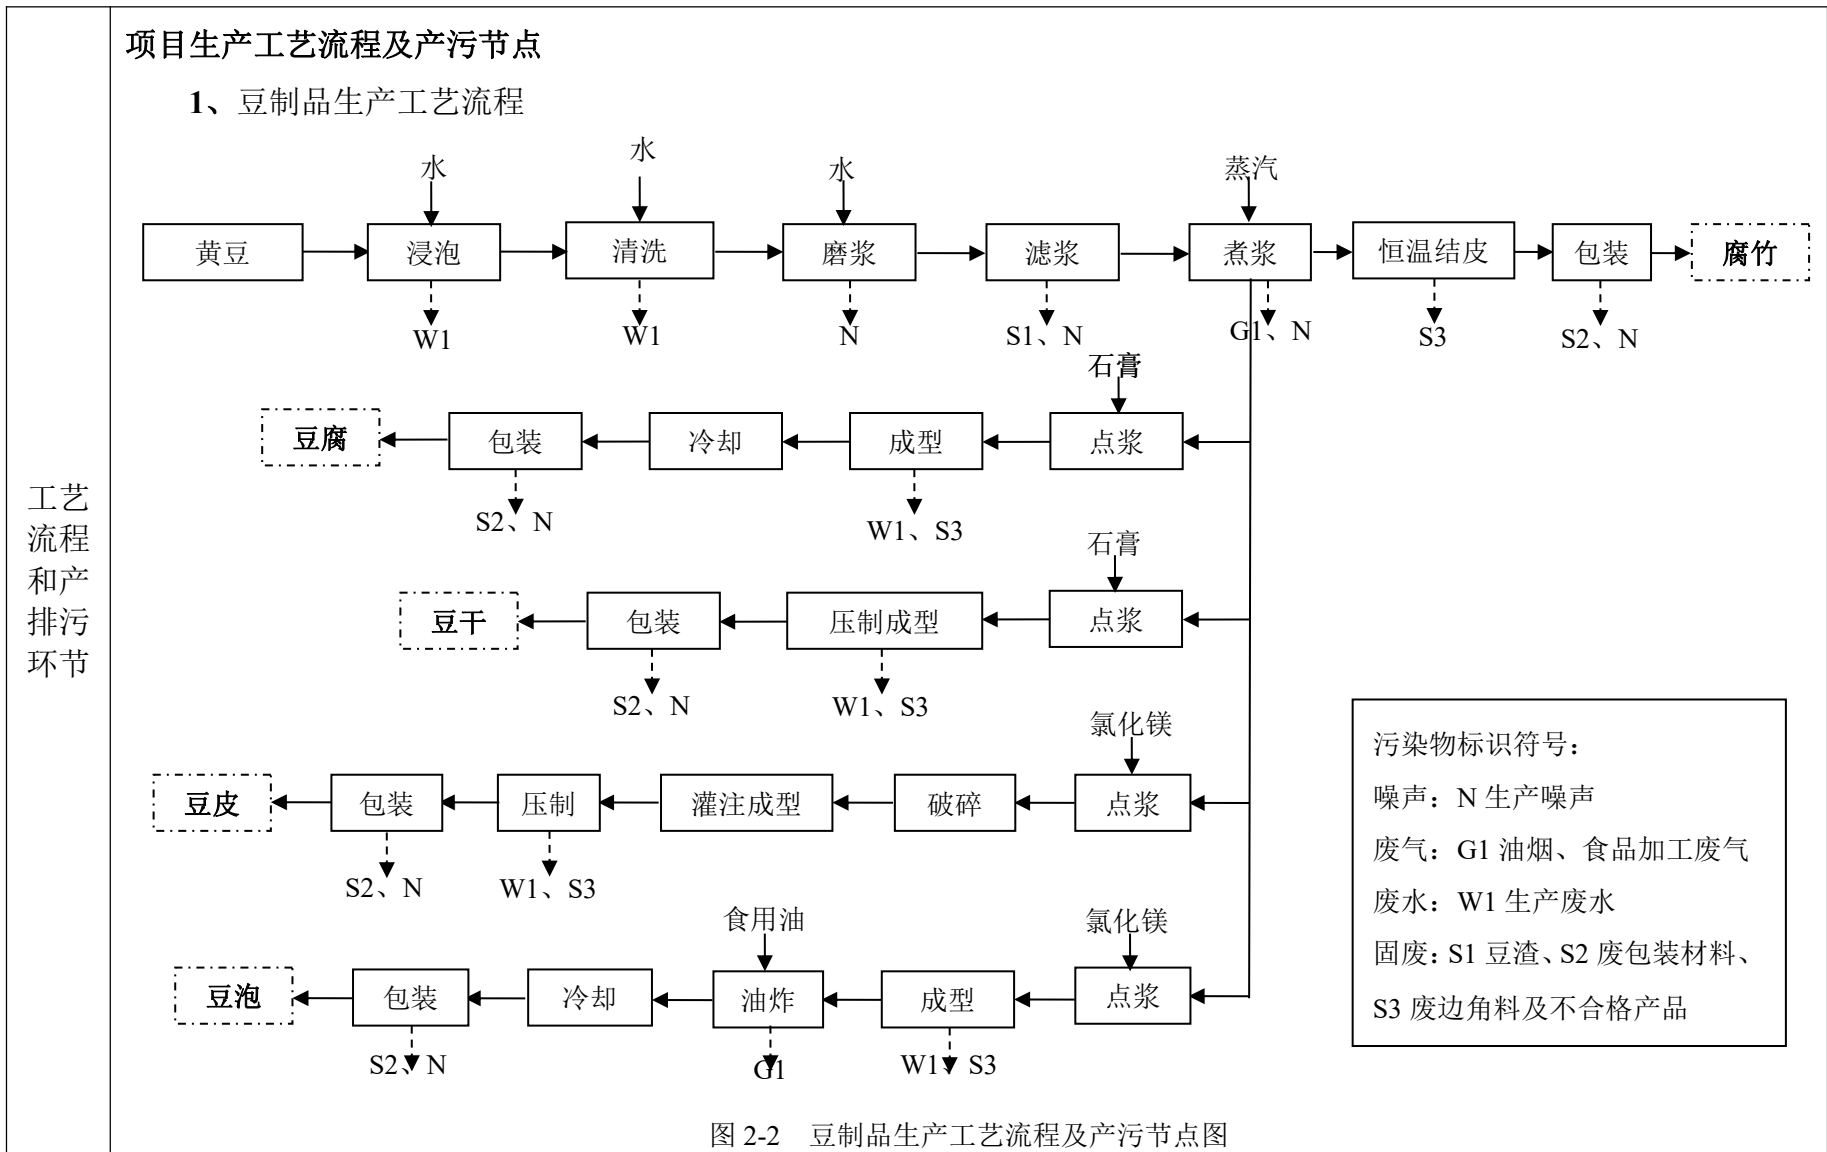 项目生产工艺流程及产污节点
1、豆制品生产工艺流程
水 水 水 蒸汽
黄豆 浸泡 清洗 磨浆 滤浆 煮浆 恒温结皮 包装 腐竹
W1 W1 N S1、N G1、N S3 S2、N
石膏
豆腐 包装 冷却 成型 点浆
S2、N W1、S3
石膏
豆干 包装 压制成型 点浆
S2、N W1、S3
氯化镁
豆皮 包装 压制 灌注成型 破碎 点浆
S2、N W1、S3
食用油 氯化镁
豆泡 包装 冷却 油炸 成型 点浆
S2、N G1 W1、S3
工艺
流程
和产
排污
环节
污染物标识符号：
噪声：N 生产噪声
废气：G1 油烟、食品加工废气
废水：W1 生产废水
固废：S1 豆渣、S2 废包装材料、
S3 废边角料及不合格产品
图 2-2 豆制品生产工艺流程及产污节点图